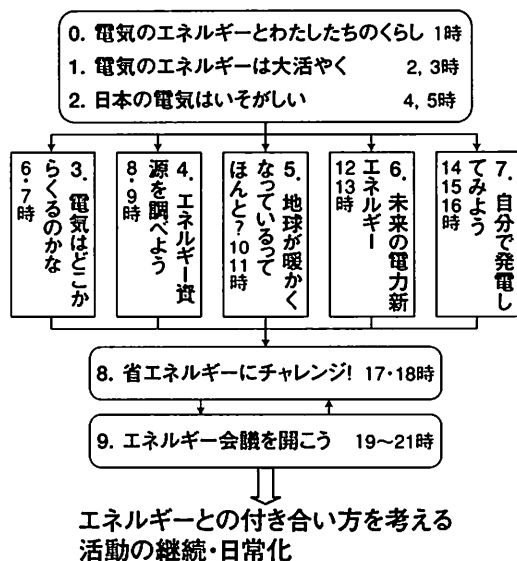 0. 電気のエネルギーとわたしたちのくらし 1時
1. 電気のエネルギーは大活やく 2, 3時
2. 日本の電気はいそがしい 4, 5時
3. 電気はどこか
らくるのかな
6・7時
4. エネルギー資
源を調べよう
8・9時
5. 地球が暖かく
なっているって
ほんと？10
11時
6. 未来の電力新
エネルギー
12
13時
7. 自分で発電し
てみよう
14
15
16時
8. 省エネルギーにチャレンジ! 17・18時
9. エネルギー会議を開こう 19〜21時
エネルギーとの付き合い方を考える
活動の継続・日常化